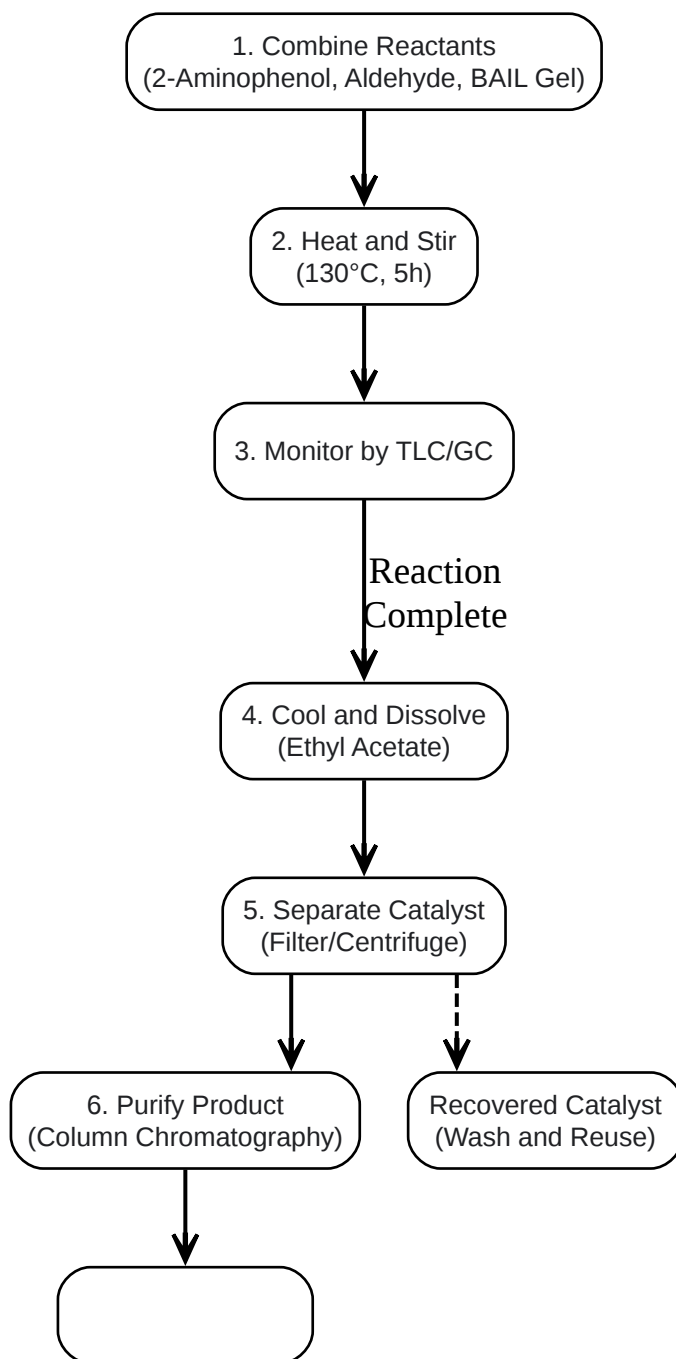 1. Combine Reactants
(2-Aminophenol, Aldehyde, BAIL Gel)
2. Heat and Stir
(130°C, 5h)
3. Monitor by TLC/GC
Reaction
Complete
4. Cool and Dissolve
(Ethyl Acetate)
5. Separate Catalyst
(Filter/Centrifuge)
6. Purify Product
(Column Chromatography)
Recovered Catalyst
(Wash and Reuse)